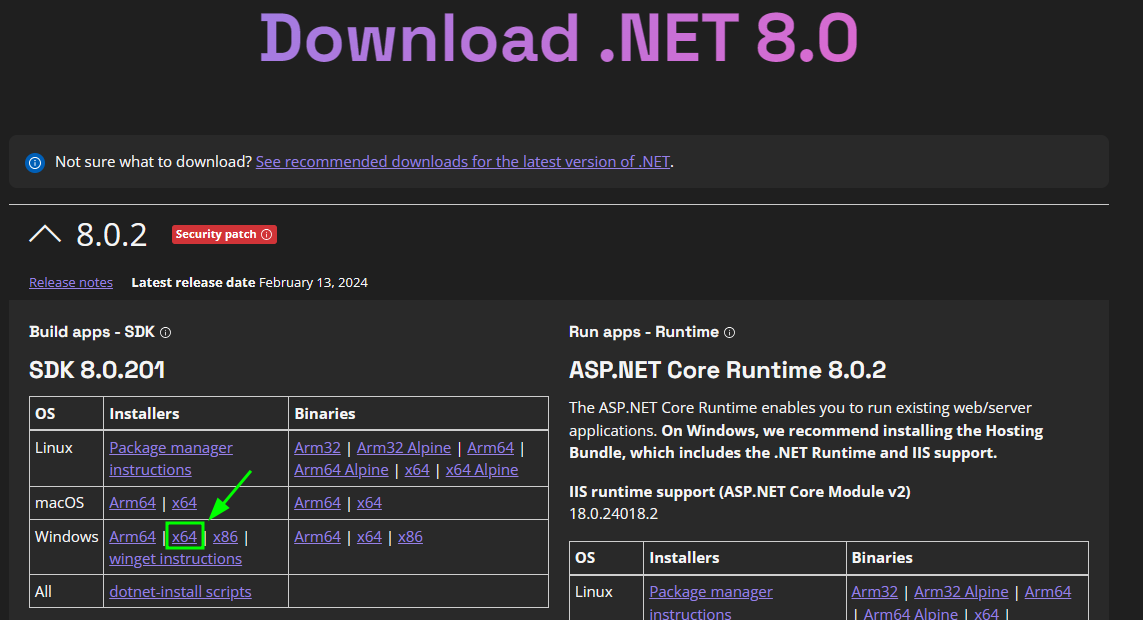 Download .NET 8.0
Not sure what to download? See recommended downloads for the latest version of .NET.
8.0.2 Security patch
Release notes Latest release date February 13, 2024
Build apps - SDK
SDK 8.0.201
OS Installers Binaries
Linux Package manager instructions Arm32 | Arm32 Alpine | Arm64 | Arm64 Alpine | x64 | x64 Alpine
macOS Arm64 | x64 Arm64 | x64
Windows Arm64 | x64 | x86 | winget instructions Arm64 | x64 | x86
All dotnet-install scripts
Run apps - Runtime
ASP.NET Core Runtime 8.0.2
The ASP.NET Core Runtime enables you to run existing web/server
applications. On Windows, we recommend installing the Hosting
Bundle, which includes the .NET Runtime and IIS support.
IIS runtime support (ASP.NET Core Module v2)
18.0.24018.2
OS Installers Binaries
Linux Package manager instructions Arm32 | Arm32 Alpine | Arm64 | Arm64 Alpine | x64 |